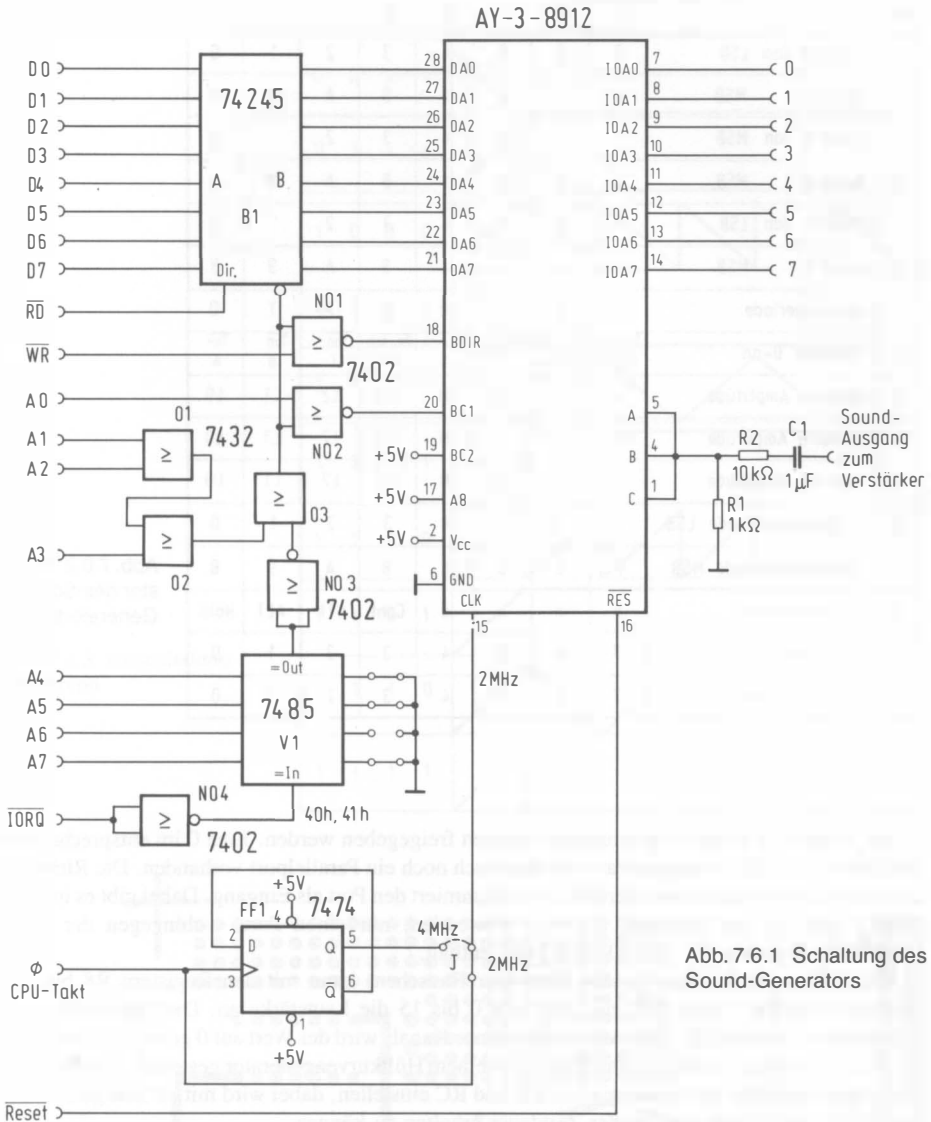 AY-3-8912
D0
D1
D2
D3
D4
D5
D6
D7
RD
WR
A0
A1
A2
A3
A4
A5
A6
A7
IORQ
ϕ
CPU-Takt
Reset
74245
A
B
B1
Dir.
N01
≥
7402
≥
N02
01
7432
≥
≥
02
≥
03
≥
N03
7402
=Out
7485
V1
=In
N04
≥
7402
40h, 41h
+5V
FF1
4
7474
2
D
Q
5
3
Q
6
1
+5V
4MHz
J
2MHz
2MHz
28
DA0
27
DA1
26
DA2
25
DA3
24
DA4
23
DA5
22
DA6
21
DA7
18
BDIR
20
BC1
+5V
19
BC2
+5V
17
A8
+5V
2
Vcc
6
GND
CLK
15
RES
16
IOA0
7
0
IOA1
8
1
IOA2
9
2
IOA3
10
3
IOA4
11
4
IOA5
12
5
IOA6
13
6
IOA7
14
7
A
5
B
4
C
1
R2
10kΩ
C1
1µF
R1
1kΩ
Sound-
Ausgang
zum
Verstärker
Abb. 7.6.1 Schaltung des
Sound-Generators